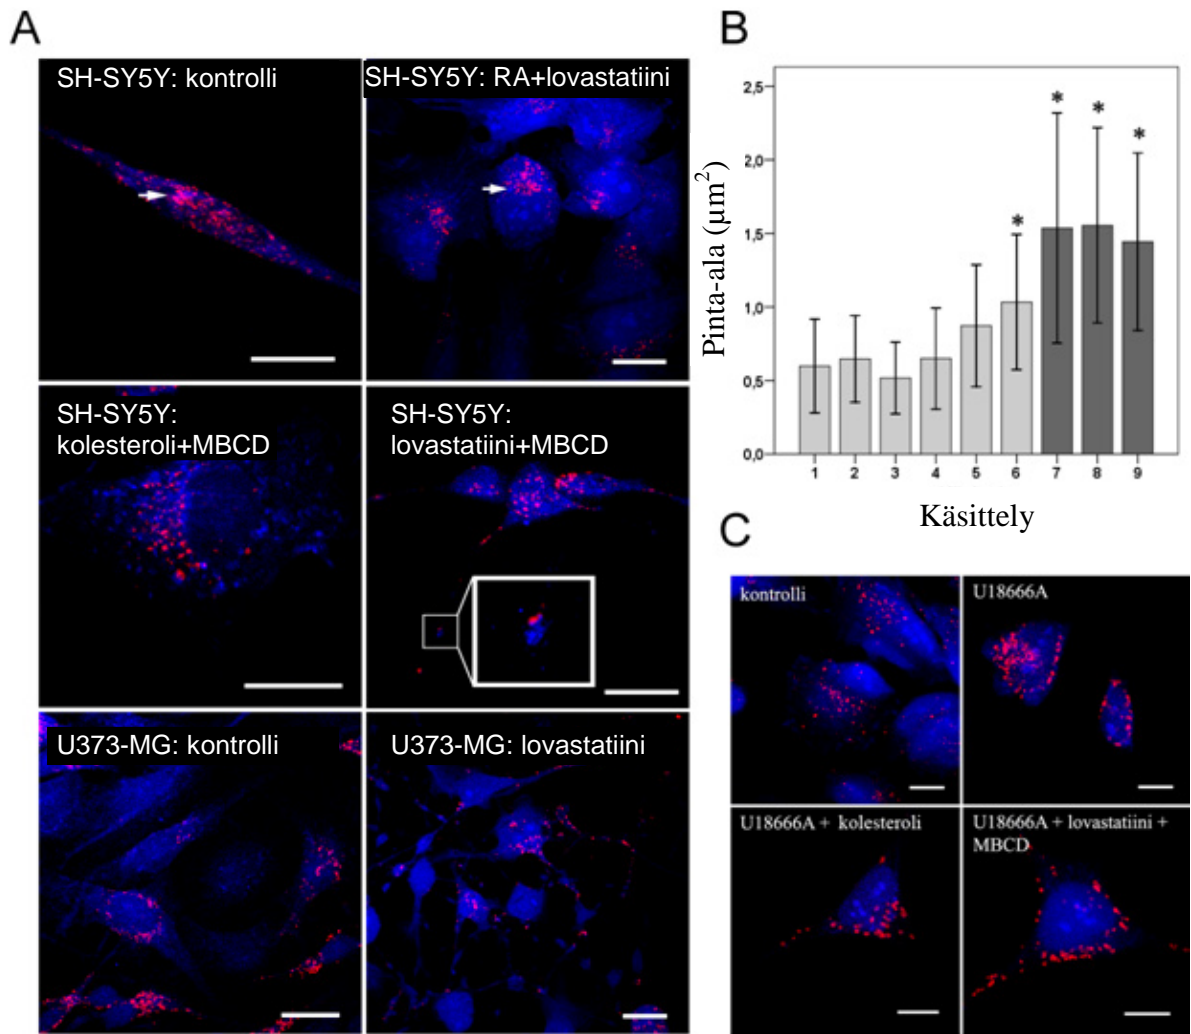 A
SH-SY5Y: kontrolli
SH-SY5Y: RA+lovastatiini
SH-SY5Y:
kolesteroli+MBCD
SH-SY5Y:
lovastatiini+MBCD
U373-MG: kontrolli
U373-MG: lovastatiini
B
Pinta-ala (µm²)
2,5
2,0
1,5
1,0
0,5
0,0
* * * *
1 2 3 4 5 6 7 8 9
Käsittely
C
kontrolli
U18666A
U18666A + kolesteroli
U18666A + lovastatiini +
MBCD